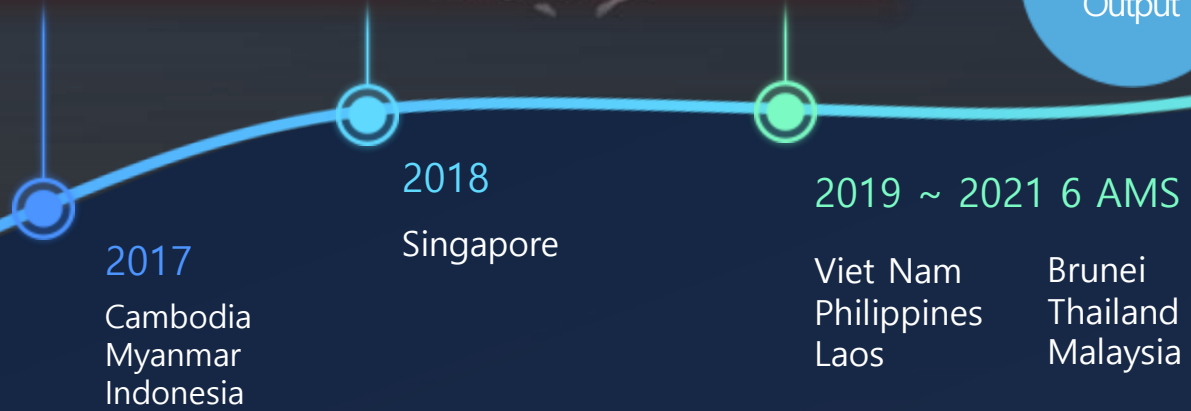 Output
2017
Cambodia
Myanmar
Indonesia
2018
Singapore
2019 ~ 2021 6 AMS
Viet Nam
Philippines
Laos
Brunei
Thailand
Malaysia